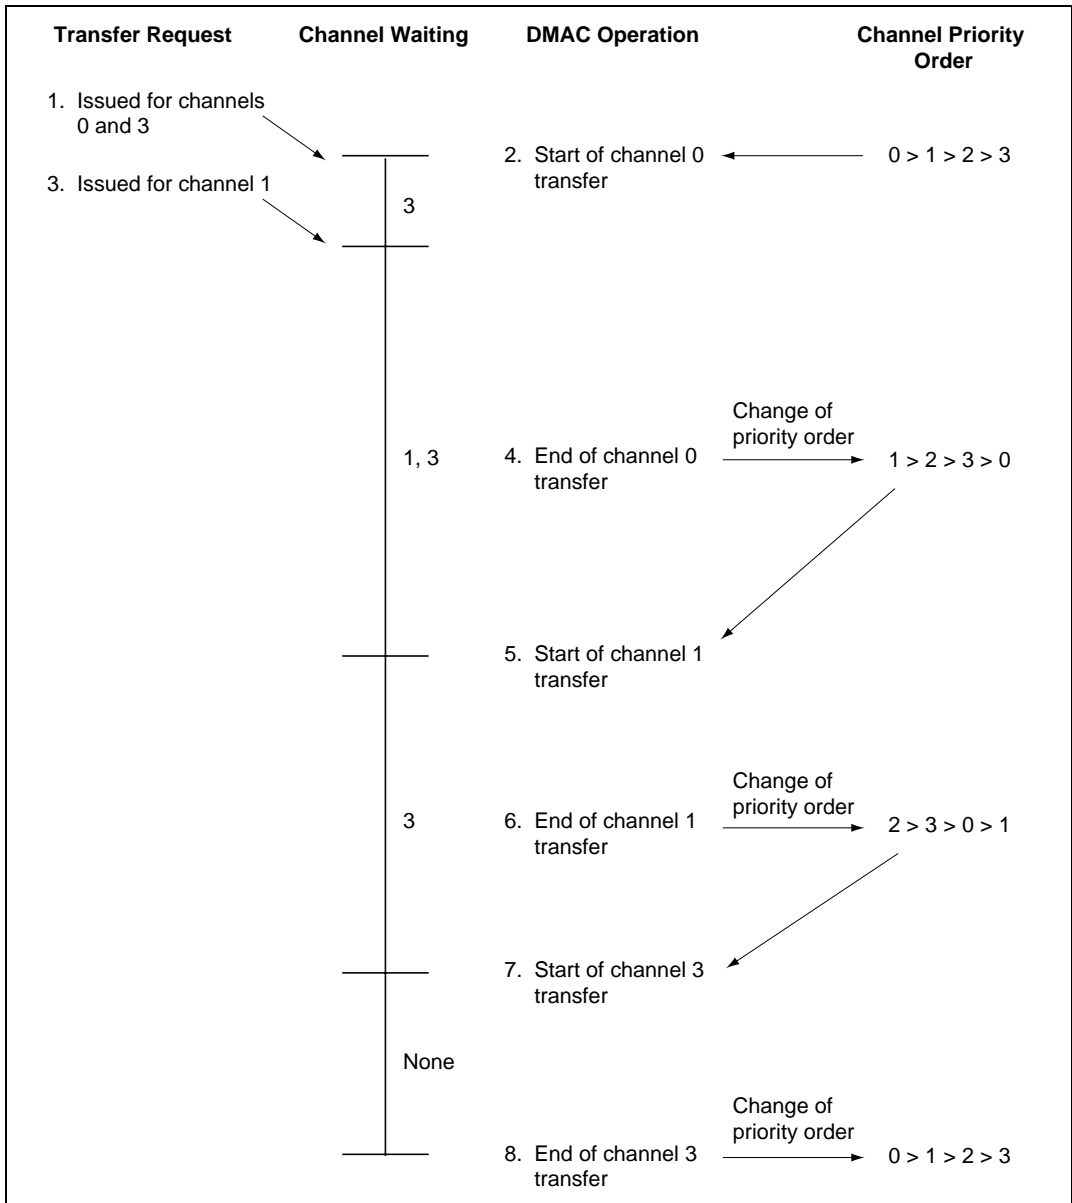 Transfer Request Channel Waiting DMAC Operation Channel Priority
Order
1. Issued for channels
0 and 3
2. Start of channel 0
transfer
0 > 1 > 2 > 3
3. Issued for channel 1
3
Change of
priority order
1, 3
4. End of channel 0
transfer
1 > 2 > 3 > 0
5. Start of channel 1
transfer
Change of
priority order
3
6. End of channel 1
transfer
2 > 3 > 0 > 1
7. Start of channel 3
transfer
None
Change of
priority order
8. End of channel 3
transfer
0 > 1 > 2 > 3